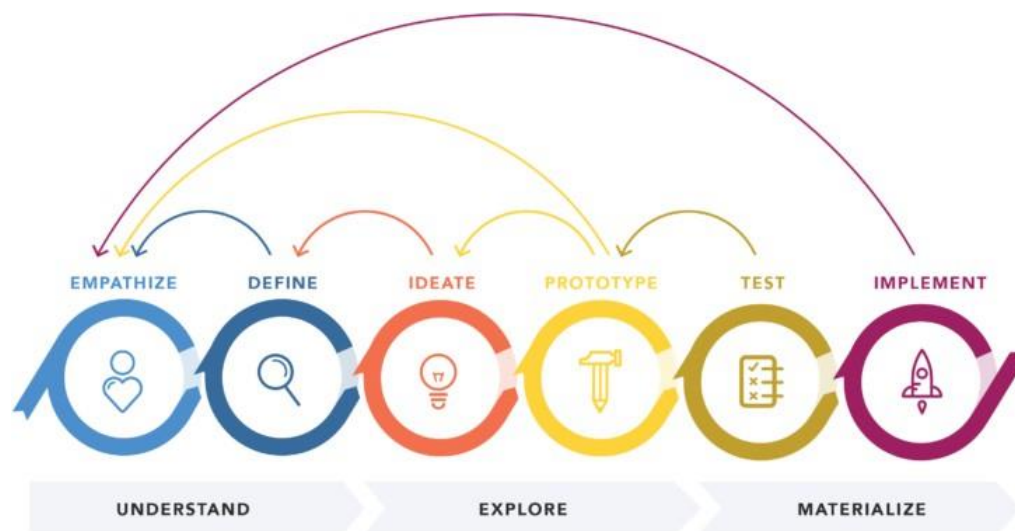 EMPATHIZE DEFINE IDEATE PROTOTYPE TEST IMPLEMENT
UNDERSTAND EXPLORE MATERIALIZE